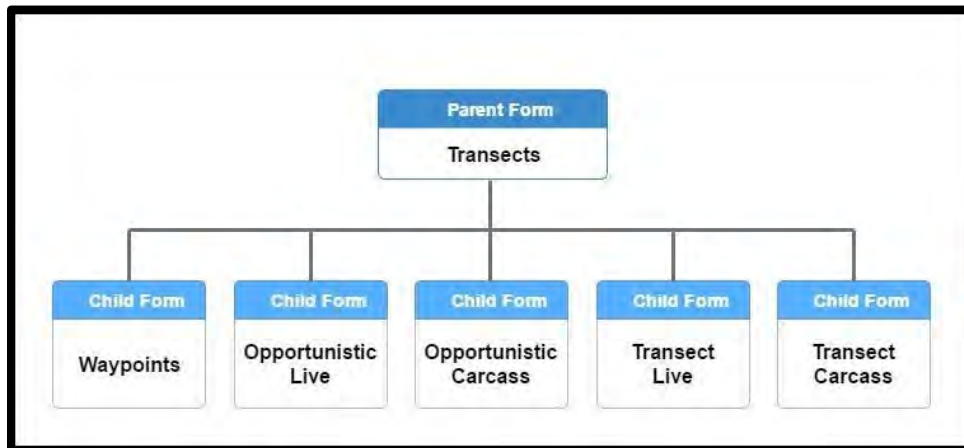 Parent Form
Transects
Child Form
Waypoints
Child Form
Opportunistic
Live
Child Form
Opportunistic
Carcass
Child Form
Transect
Live
Child Form
Transect
Carcass